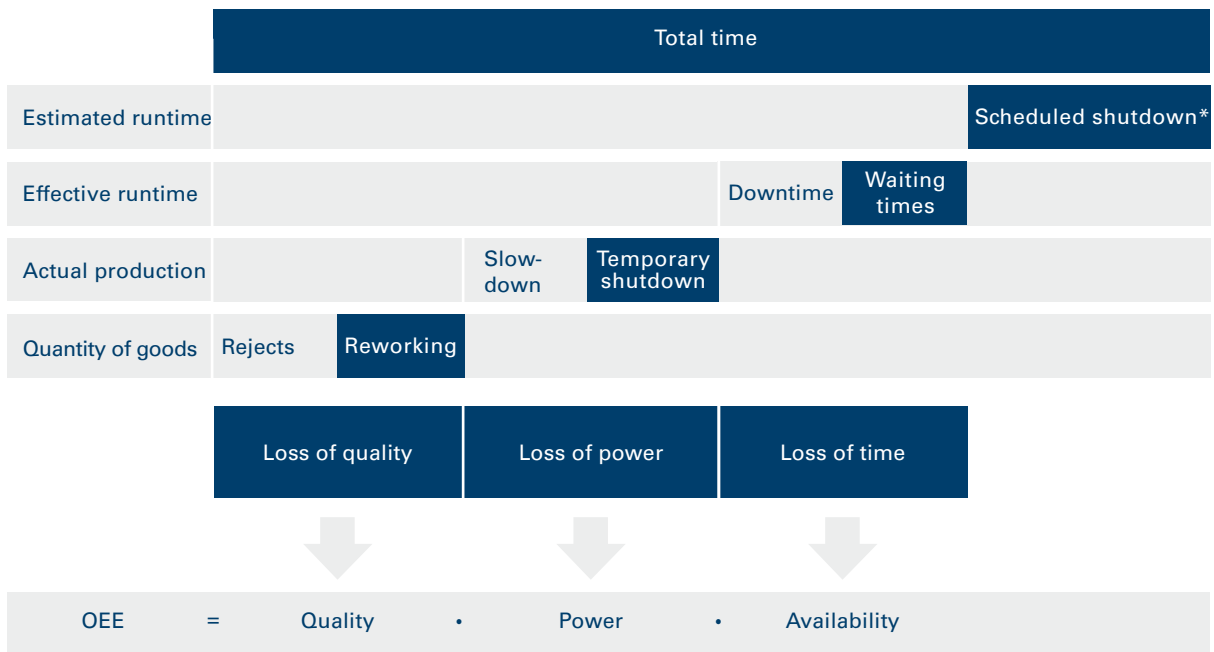 Total time
Estimated runtime
Scheduled shutdown*
Effective runtime
Downtime
Waiting
times
Actual production
Slow-
down
Temporary
shutdown
Quantity of goods
Rejects
Reworking
Loss of quality
Loss of power
Loss of time
OEE = Quality • Power • Availability